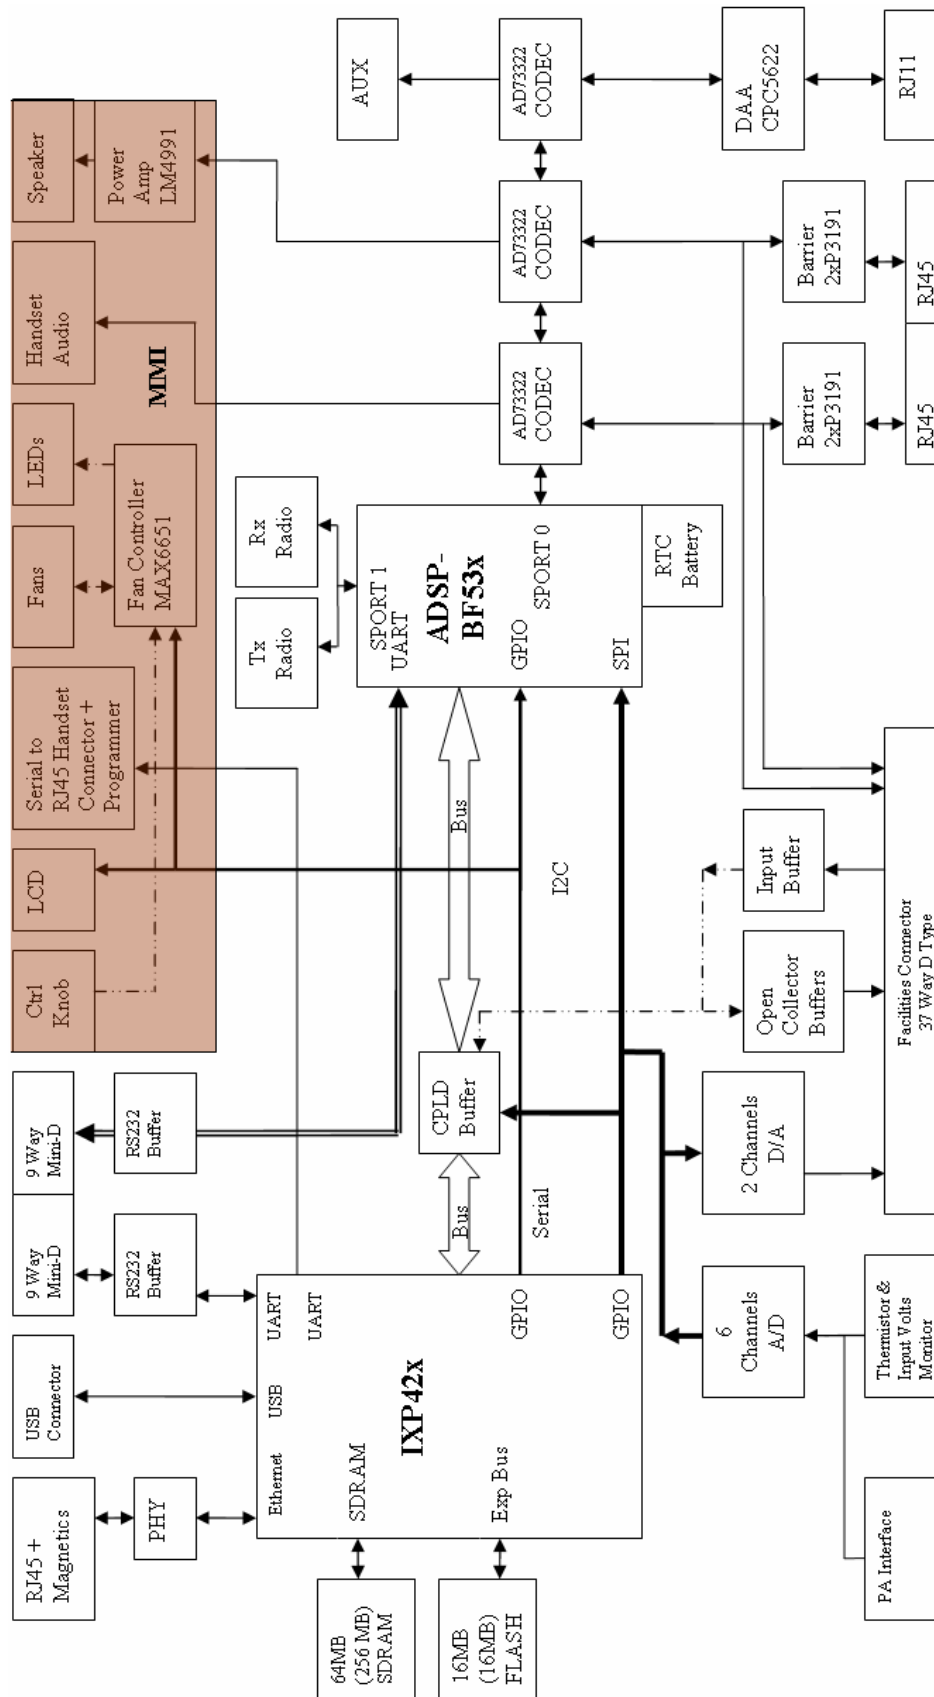 RJ45 +
Magnetics
USB
Connector
9 Way
Mini-D
9 Way
Mini-D
Ctrl
Knob
LCD
Serial to
RJ45 Handset
Connector +
Programmer
Fans
LEDs
Handset
Audio
Speaker
PHY
RS232
Buffer
RS232
Buffer
Fan Controller
MAX6651
MMI
Power
Amp
LM4991
Tx
Radio
Rx
Radio
AUX
64MB
(256 MB)
SDRAM
16MB
(16MB)
FLASH
Ethernet
USB
UART
UART
SDRAM
IXP42x
Exp Bus
GPIO
GPIO
Bus
CPLD
Buffer
Bus
Serial
I2C
SPORT 1
UART
ADSP-
BF53x
GPIO
SPORT 0
SPI
RTC
Battery
AD73322
CODEC
AD73322
CODEC
AD73322
CODEC
6
Channels
A/D
2 Channels
D/A
Open
Collector
Buffers
Input
Buffer
Barrier
2xP3191
Barrier
2xP3191
DAA
CPC5622
PA Interface
Thermistor &
Input Volts
Monitor
Facilities Connector
37 Way D Type
RJ45
RJ45
RJ11